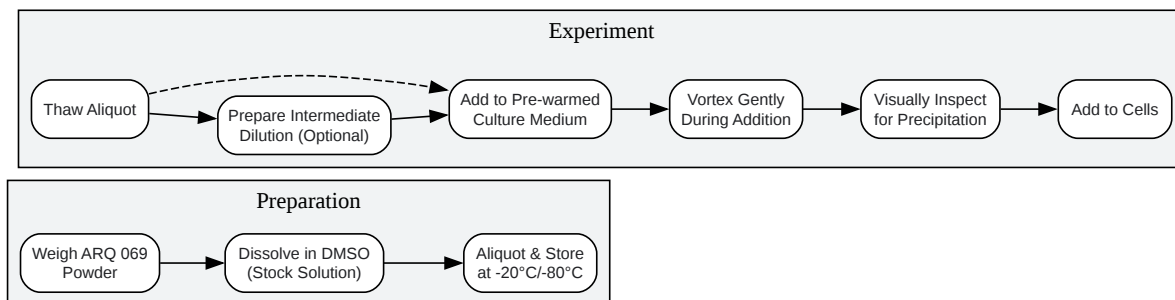 Experiment
Thaw Aliquot
Prepare Intermediate
Dilution (Optional)
Add to Pre-warmed
Culture Medium
Vortex Gently
During Addition
Visually Inspect
for Precipitation
Add to Cells
Preparation
Weigh ARQ 069
Powder
Dissolve in DMSO
(Stock Solution)
Aliquot & Store
at -20°C/-80°C